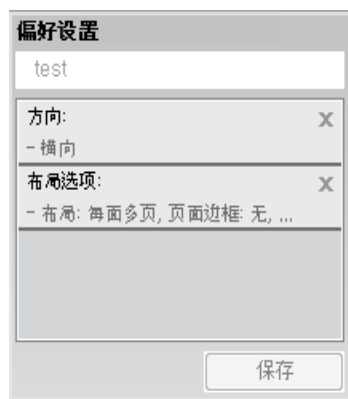 偏好设置
test
方向:
- 横向
X
布局选项:
- 布局: 每面多页, 页面边框: 无, ...
X
保存